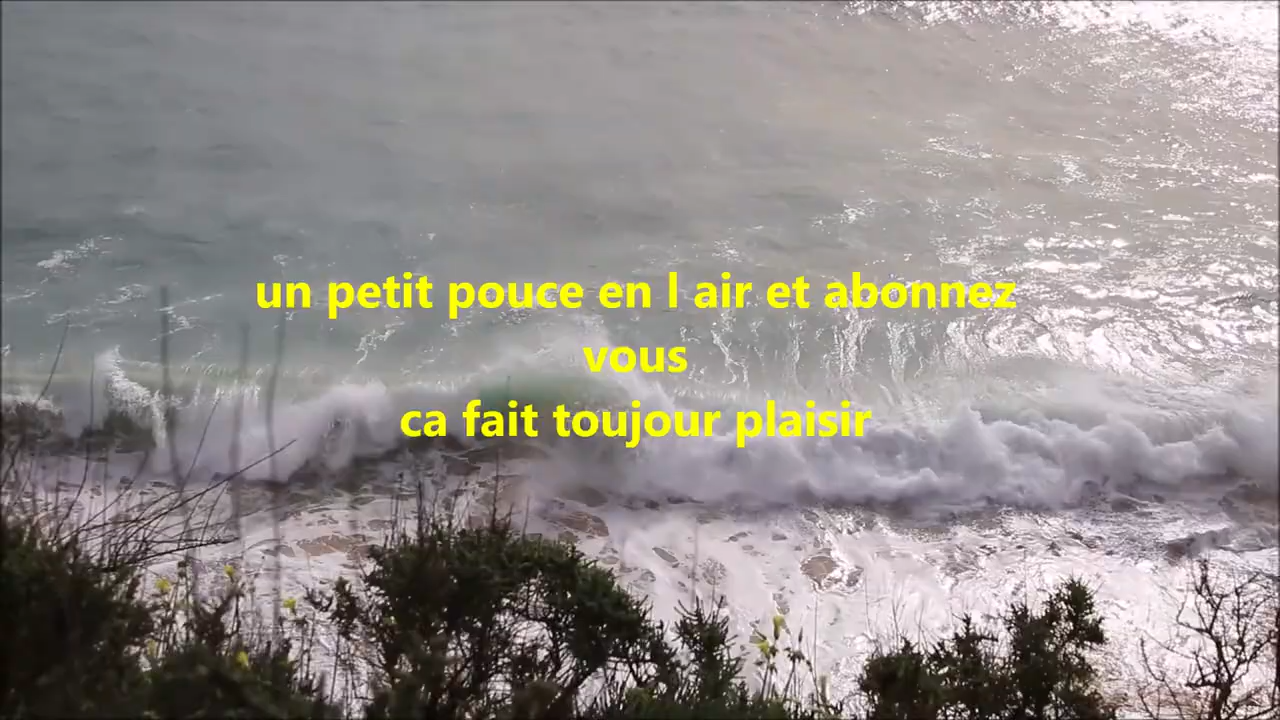 un petit pouce en l air et abonnez
vous
ca fait toujour plaisir